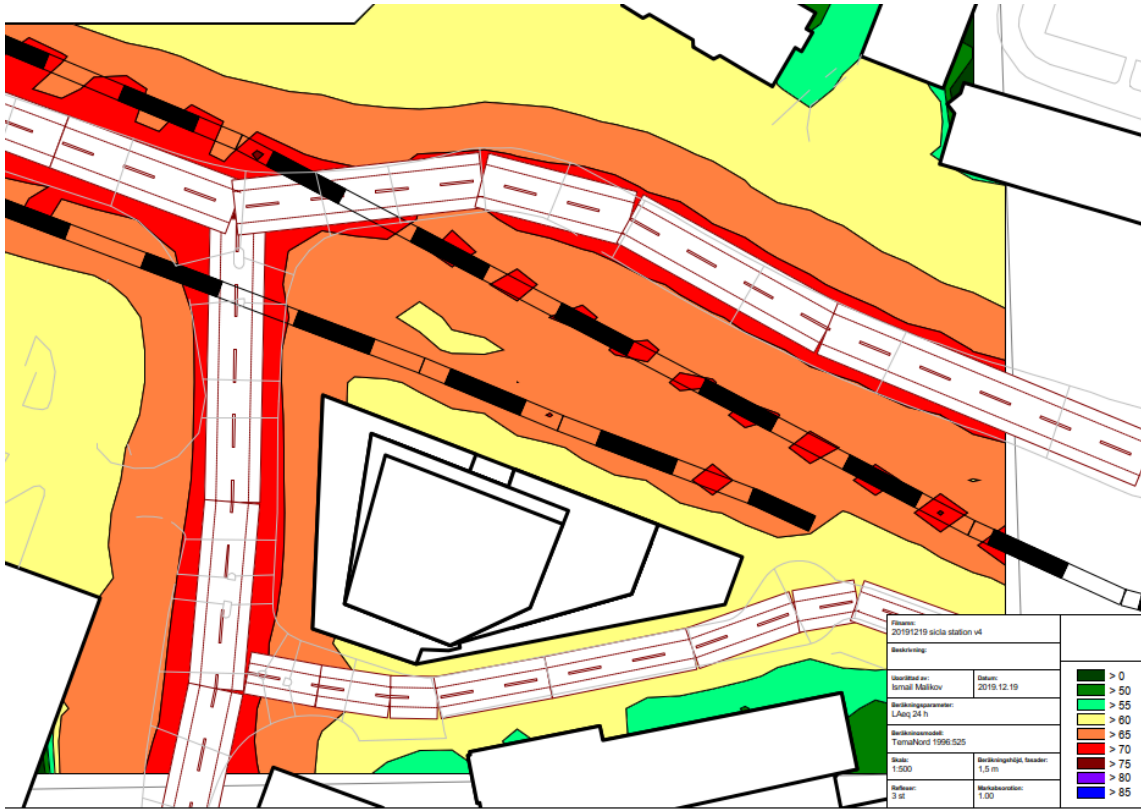 Filnamn:
20191219 sicla station v4
Beskrivning:
Upprättad av:
Ismail Malikov
Datum:
2019.12.19
Beräkningsparameter:
LAeq 24 h
Beräkninosmodell:
TemaNord 1996:525
Skala:
1:500
Beräkningshöjd, fasader:
1,5 m
Reflexer:
3 st
Markabsorption:
1.00
> 0
> 50
> 55
> 60
> 65
> 70
> 75
> 80
> 85